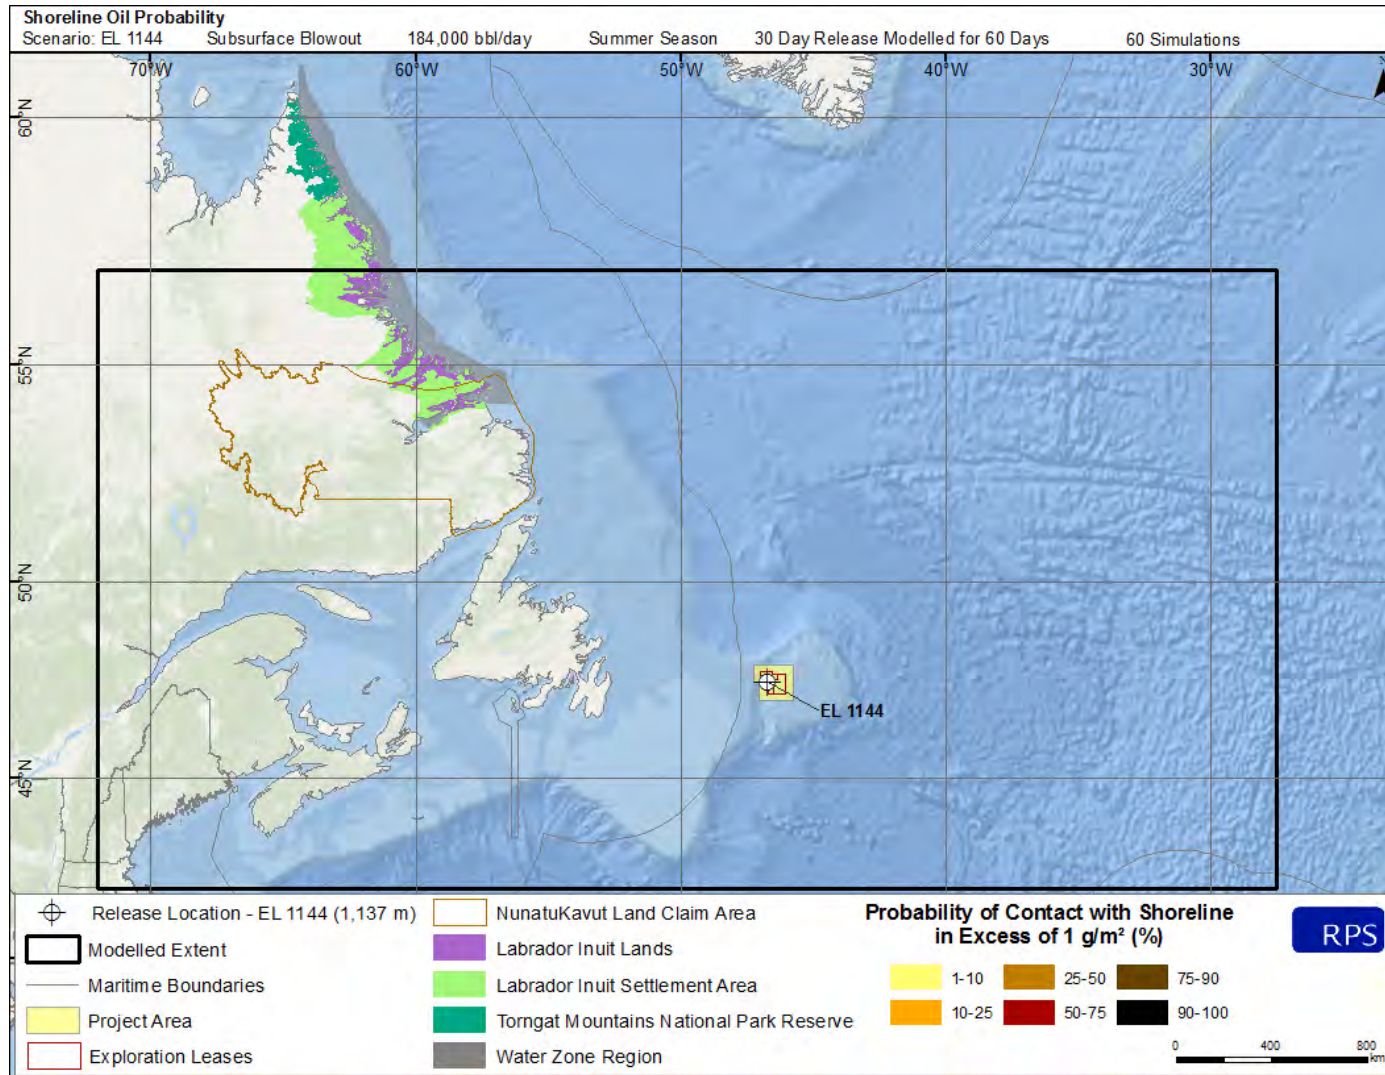 Shoreline Oil Probability
Scenario: EL 1144 Subsurface Blowout 184,000 bbl/day Summer Season 30 Day Release Modelled for 60 Days 60 Simulations
70°W 60°W 50°W 40°W 30°W
60°N
55°N
50°N
45°N
EL 1144
Release Location - EL 1144 (1,137 m)
Modelled Extent
Maritime Boundaries
Project Area
Exploration Leases
NunatuKavut Land Claim Area
Labrador Inuit Lands
Labrador Inuit Settlement Area
Torngat Mountains National Park Reserve
Water Zone Region
Probability of Contact with Shoreline
in Excess of 1 g/m² (%)
1-10 25-50 75-90
10-25 50-75 90-100
RPS
0 400 800
km